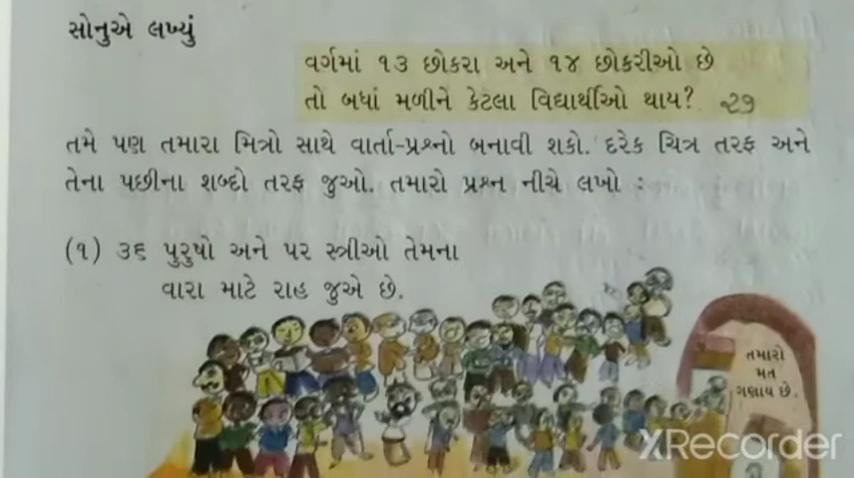 સોનુએ લખ્યું
વર્ગમાં ૧૩ છોકરા અને ૧૪ છોકરીઓ છે
તો બધાં મળીને કેટલા વિદ્યાર્થીઓ થાય? ૨૭
તમે પણ તમારા મિત્રો સાથે વાર્તા-પ્રશ્નો બનાવી શકો. દરેક ચિત્ર તરફ અને
તેના પછીના શબ્દો તરફ જુઓ. તમારો પ્રશ્ન નીચે લખો :
(૧) ૩૬ પુરુષો અને ૫૨ સ્ત્રીઓ તેમના
વારા માટે રાહ જુએ છે.
તમારો
મત
ગણાય છે.
XRecorder